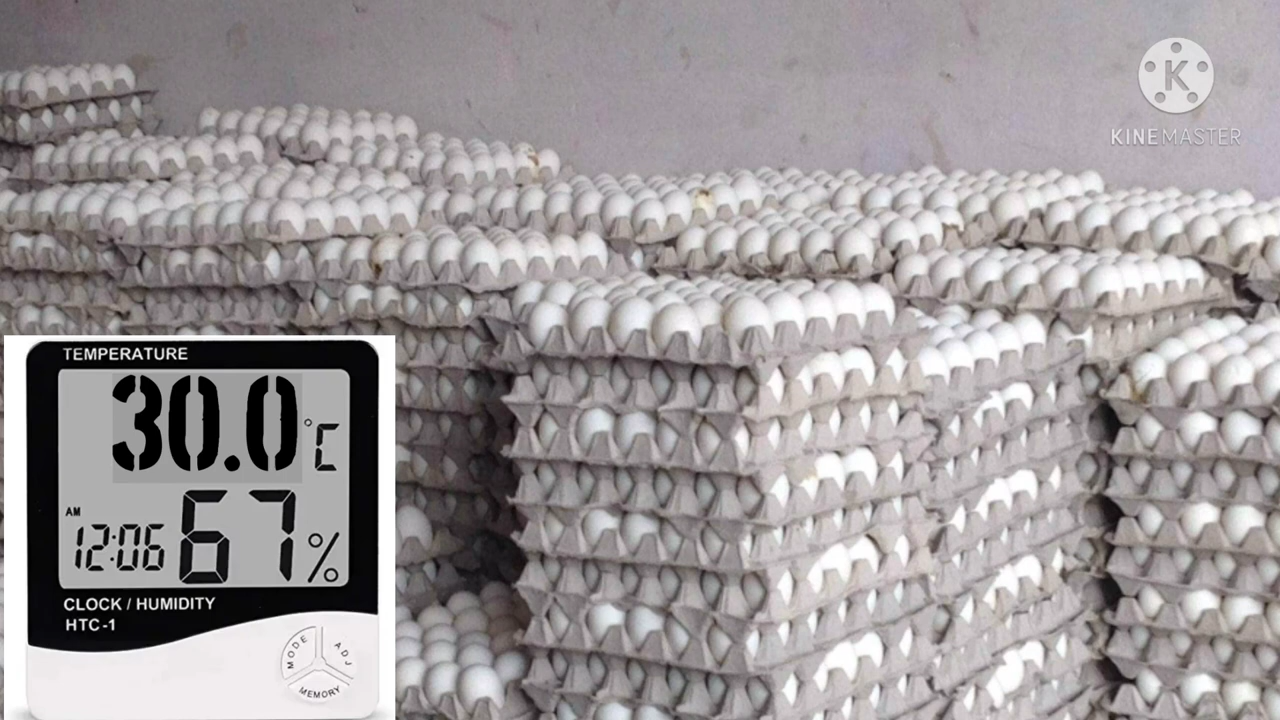 K
KINEMASTER
TEMPERATURE
30.0 °C
AM
12:06 67 %
CLOCK / HUMIDITY
HTC-1
MODE
ADJ
MEMORY